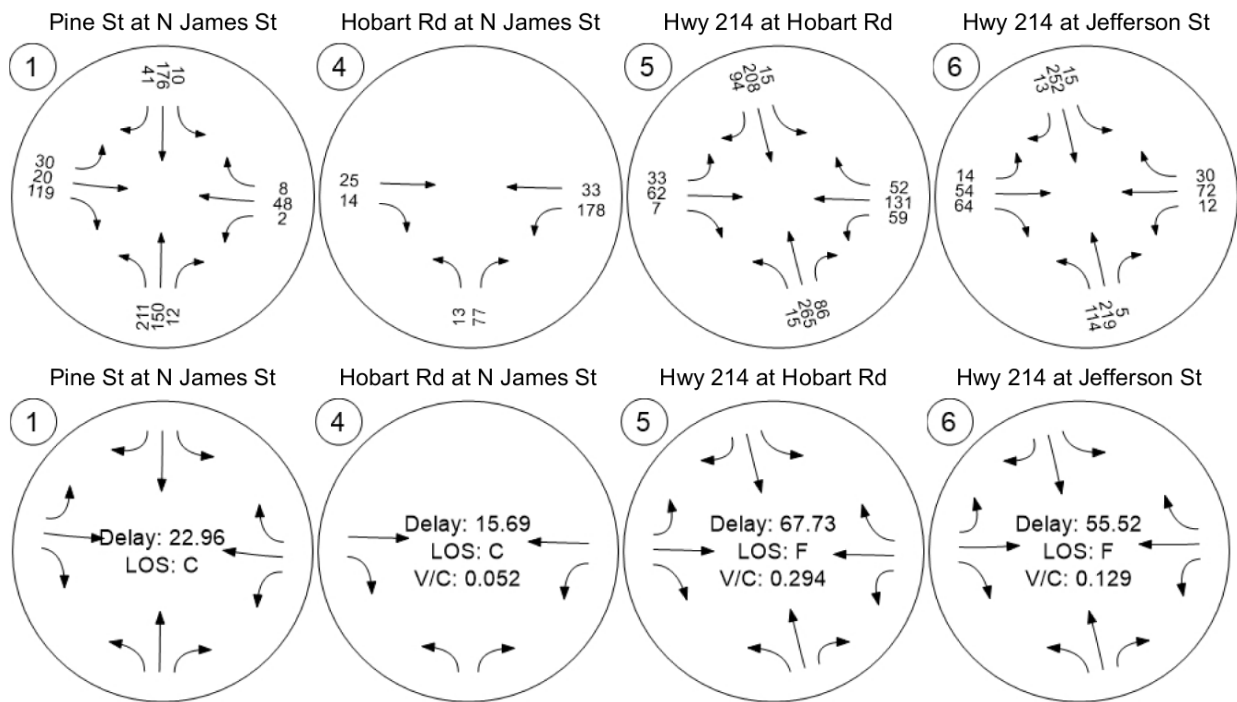 Pine St at N James St
Hobart Rd at N James St
Hwy 214 at Hobart Rd
Hwy 214 at Jefferson St
1
41
176
10
30
20
119
8
48
2
211
150
12
4
25
14
33
178
13
77
5
94
208
15
33
62
7
52
131
59
15
265
86
6
13
252
15
14
54
64
30
72
12
114
219
5
Pine St at N James St
Hobart Rd at N James St
Hwy 214 at Hobart Rd
Hwy 214 at Jefferson St
1
Delay: 22.96
LOS: C
4
Delay: 15.69
LOS: C
V/C: 0.052
5
Delay: 67.73
LOS: F
V/C: 0.294
6
Delay: 55.52
LOS: F
V/C: 0.129